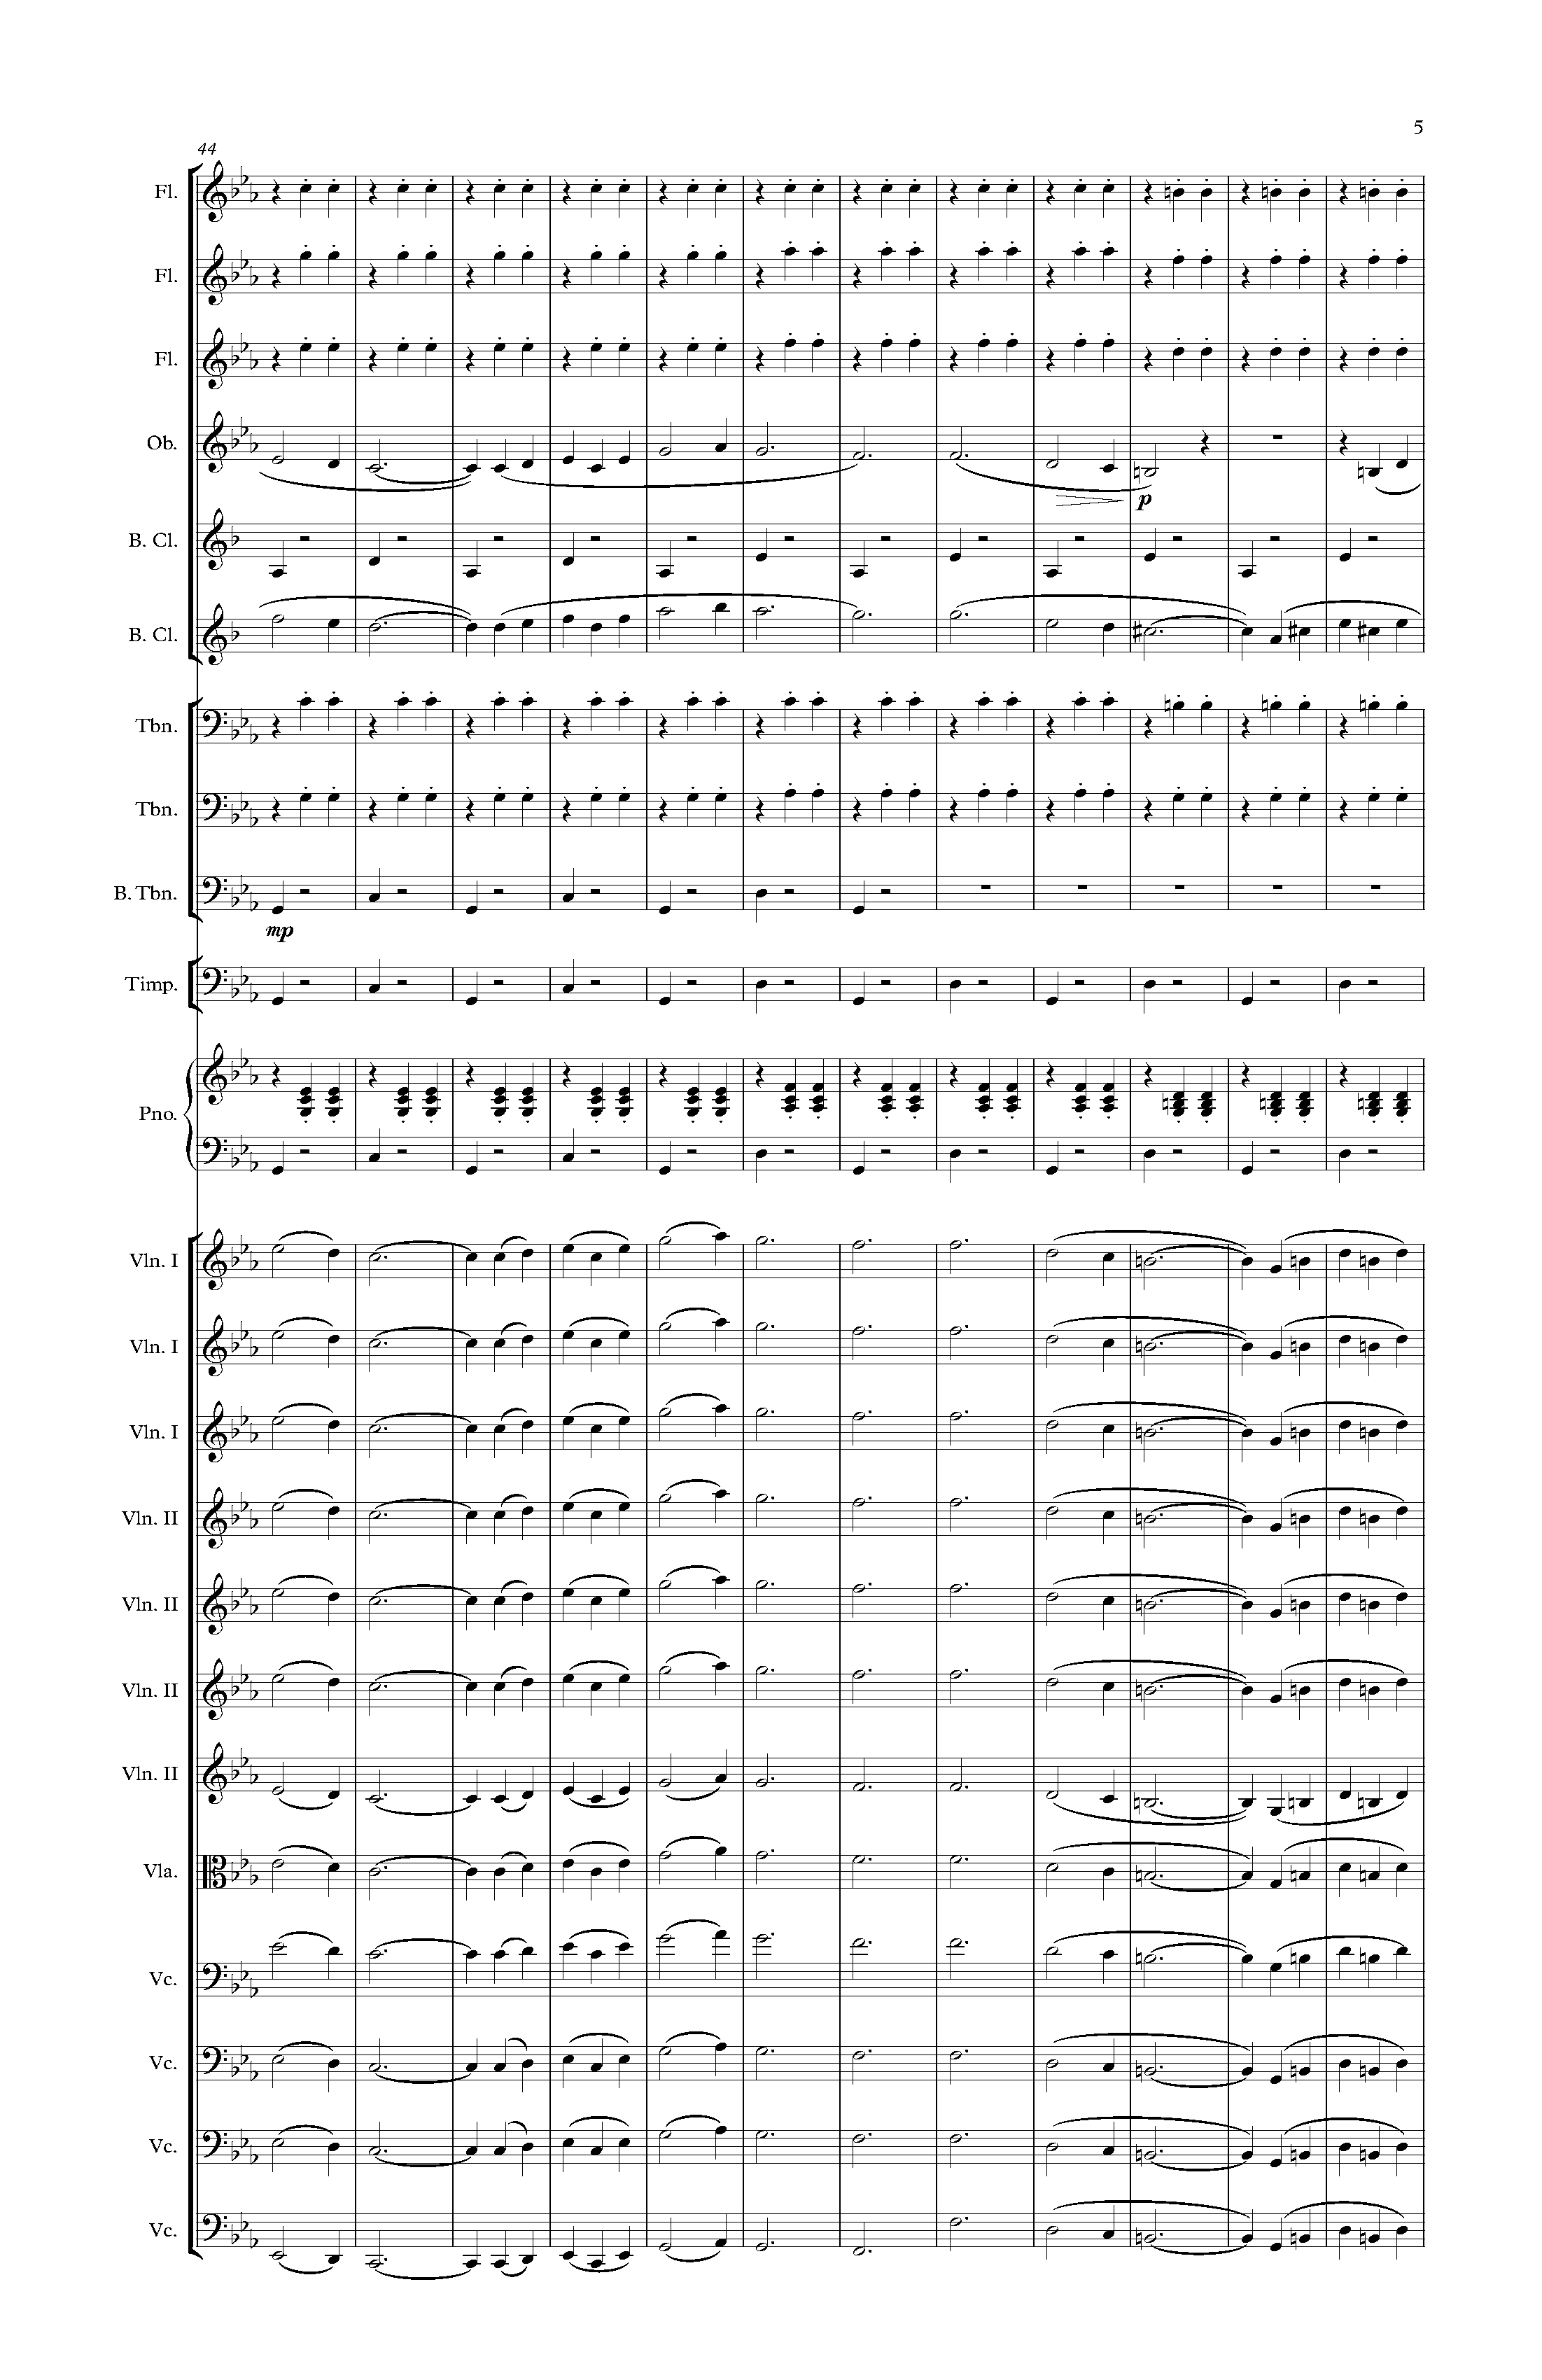 5
44
Fl.
Fl.
Fl.
Ob.
p
B. Cl.
B. Cl.
Tbn.
Tbn.
B. Tbn.
mp
Timp.
Pno.
Vln. I
Vln. I
Vln. I
Vln. II
Vln. II
Vln. II
Vln. II
Vla.
Vc.
Vc.
Vc.
Vc.